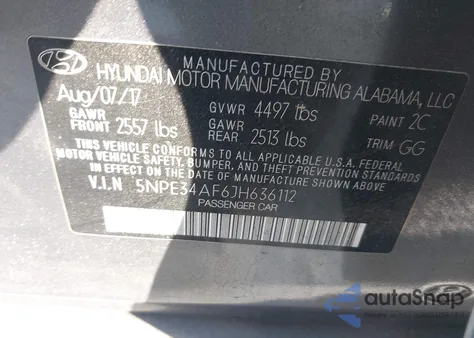 MANUFACTURED BY
HYUNDAI MOTOR MANUFACTURING ALABAMA, LLC
Aug/07/17 GVWR 4497 lbs PAINT 2C
GAWR FRONT 2557 lbs GAWR REAR 2513 lbs TRIM GG
THIS VEHICLE CONFORMS TO ALL APPLICABLE U.S.A. FEDERAL
MOTOR VEHICLE SAFETY, BUMPER, AND THEFT PREVENTION STANDARDS
IN EFFECT ON THE DATE OF MANUFACTURE SHOWN ABOVE.
V.I.N 5NPE34AF6JH636112
PASSENGER CAR
autoSnap